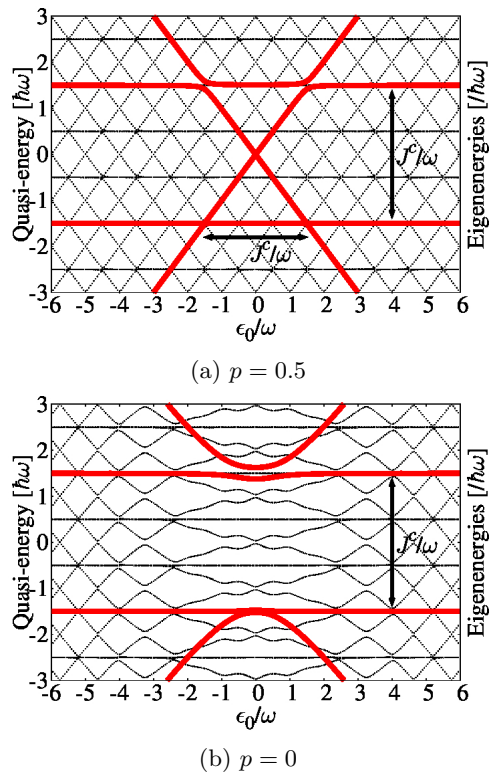 3
2
1
0
-1
-2
-3
Quasi-energy [ħω]
Eigenenergies [/ħω]
J^c/ω
J^c/ω
-6 -5 -4 -3 -2 -1 0 1 2 3 4 5 6
ϵ₀/ω
(a) p = 0.5
3
2
1
0
-1
-2
-3
Quasi-energy [ħω]
Eigenenergies [/ħω]
J^c/ω
-6 -5 -4 -3 -2 -1 0 1 2 3 4 5 6
ϵ₀/ω
(b) p = 0